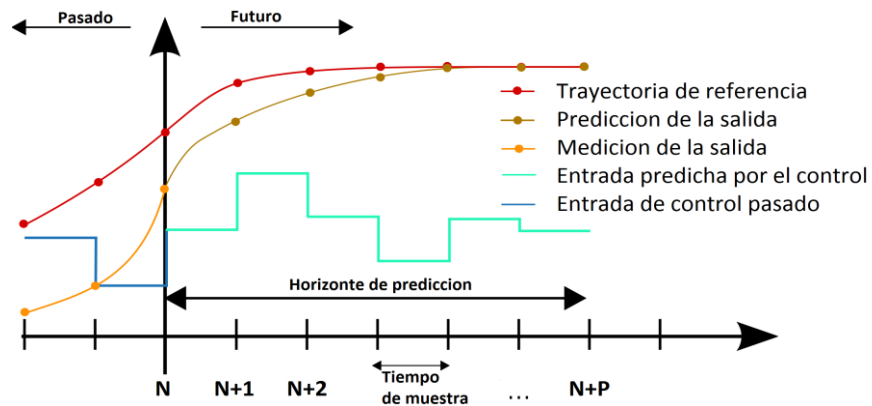 Pasado
Futuro
Trayectoria de referencia
Prediccion de la salida
Medicion de la salida
Entrada predicha por el control
Entrada de control pasado
Horizonte de prediccion
N
N+1
N+2
Tiempo
de muestra
...
N+P